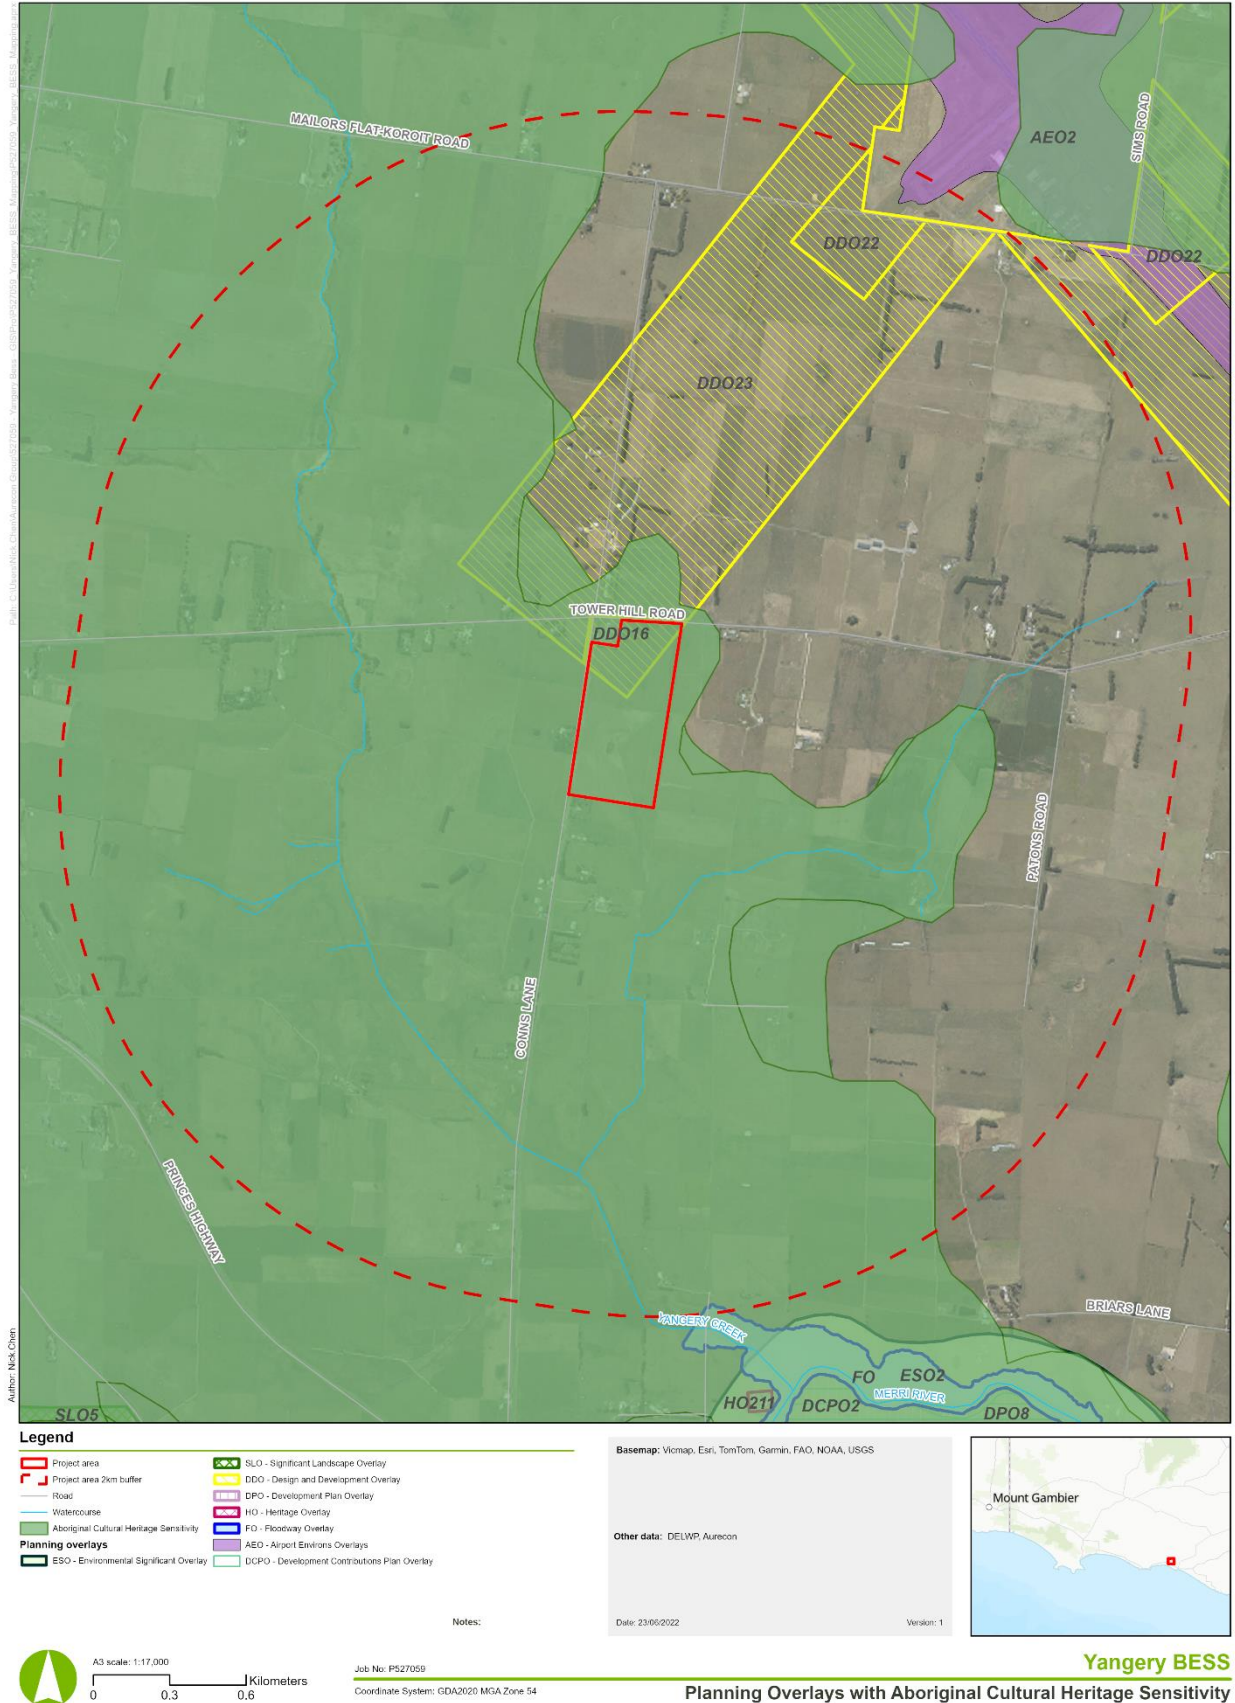 MAILORS FLAT-KOROIT ROAD
SIMS ROAD
AEO2
DDO22
DDO22
DDO23
TOWER HILL ROAD
DDO16
PATONS ROAD
CONNS LANE
PRINCES HIGHWAY
BRIARS LANE
YANGERY CREEK
FO
ESO2
MERRI RIVER
HO211
DCPO2
DPO8
SLO5
Author: Nick.Chen
Legend
Project area
Project area 2km buffer
Road
Watercourse
Aboriginal Cultural Heritage Sensitivity
Planning overlays
ESO - Environmental Significant Overlay
SLO - Significant Landscape Overlay
DDO - Design and Development Overlay
DPO - Development Plan Overlay
HO - Heritage Overlay
FO - Floodway Overlay
AEO - Airport Environs Overlays
DCPO - Development Contributions Plan Overlay
Notes:
Basemap: Vicmap, Esri, TomTom, Garmin, FAO, NOAA, USGS
Other data: DELWP, Aurecon
Date: 23/06/2022
Version: 1
Mount Gambier
A3 scale: 1:17,000
Kilometers
0 0.3 0.6
Job No: P527059
Coordinate System: GDA2020 MGA Zone 54
Yangery BESS
Planning Overlays with Aboriginal Cultural Heritage Sensitivity